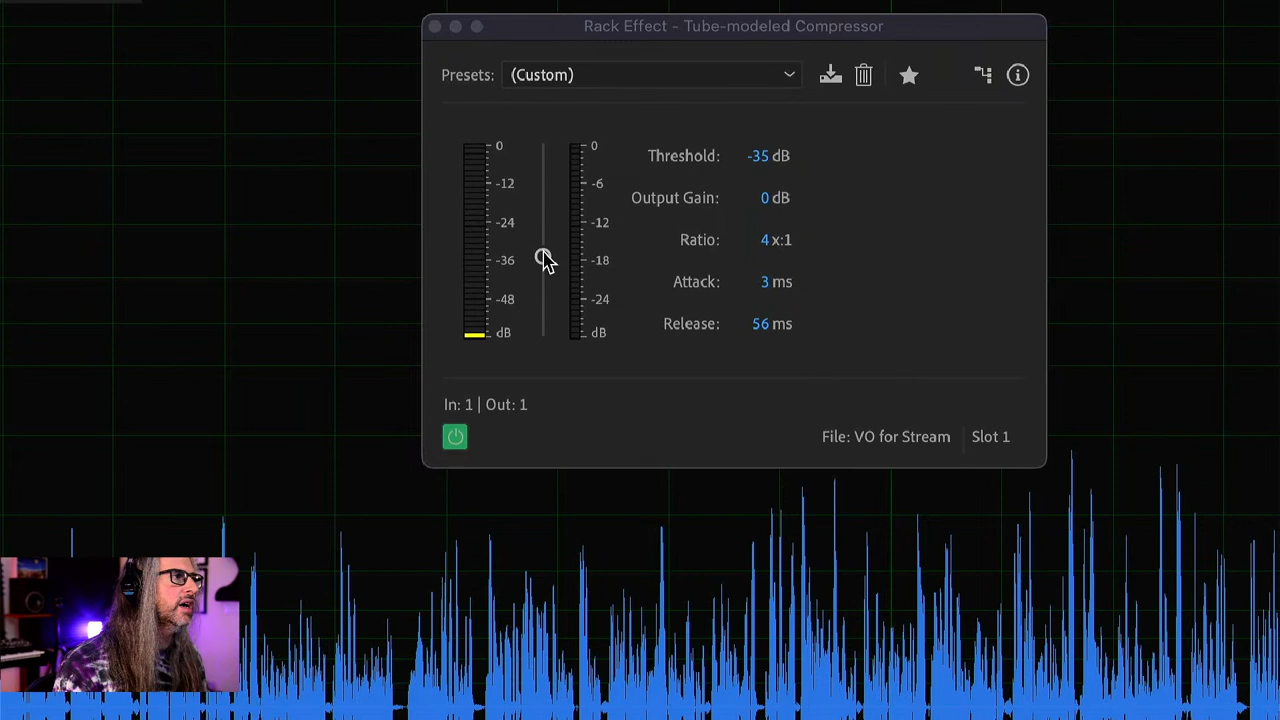 Rack Effect - Tube-modeled Compressor
Presets: (Custom)
0 0
-12 -6
-24 -12
-36 -18
-48 -24
dB dB
Threshold: -35 dB
Output Gain: 0 dB
Ratio: 4 x:1
Attack: 3 ms
Release: 56 ms
In: 1 | Out: 1
File: VO for Stream Slot 1